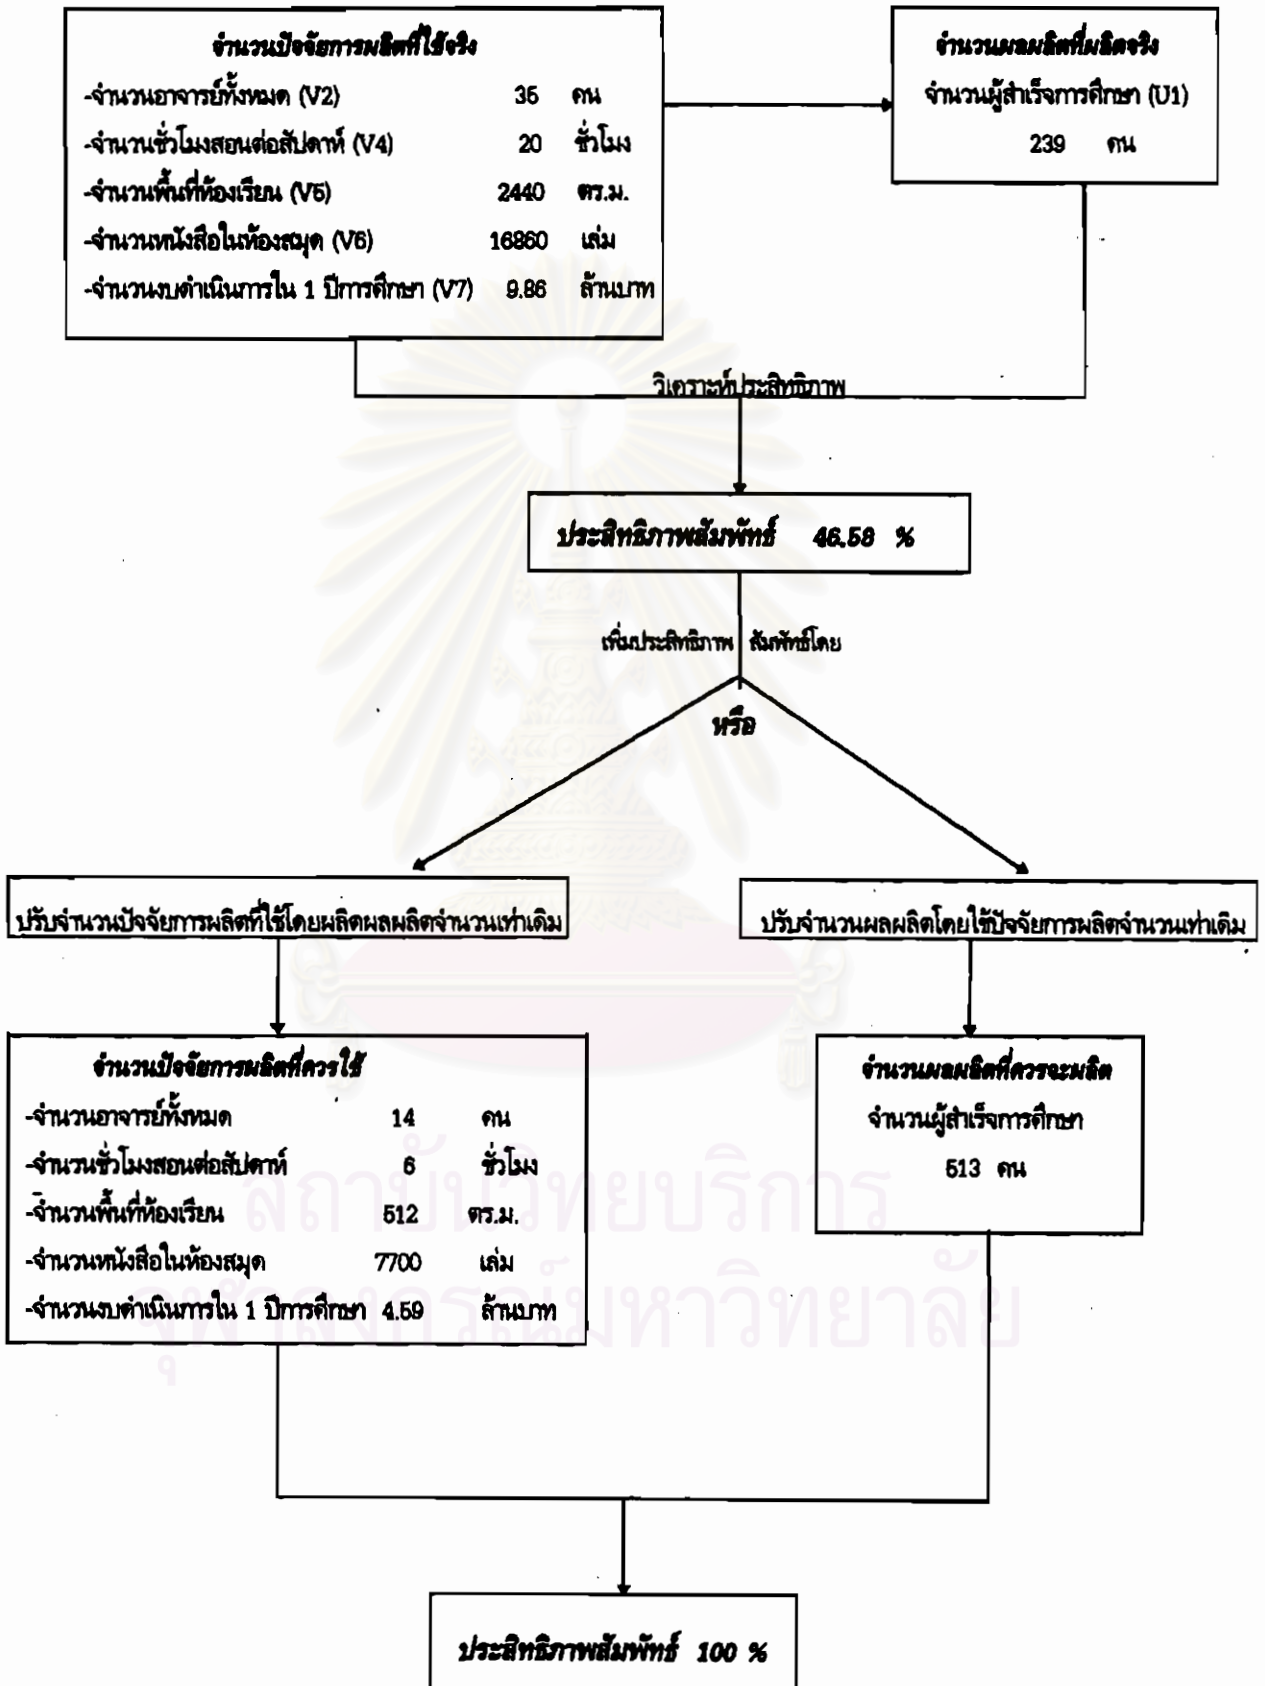 จำนวนปัจจัยการผลิตที่ใช้จริง
-จำนวนอาจารย์ทั้งหมด (V2) 35 คน
-จำนวนชั่วโมงสอนต่อสัปดาห์ (V4) 20 ชั่วโมง
-จำนวนพื้นที่ห้องเรียน (V5) 2440 ตร.ม.
-จำนวนหนังสือในห้องสมุด (V6) 16860 เล่ม
-จำนวนงบดำเนินการใน 1 ปีการศึกษา (V7) 9.86 ล้านบาท
จำนวนผลผลิตที่ผลิตจริง
จำนวนผู้สำเร็จการศึกษา (U1)
239 คน
วิเคราะห์ประสิทธิภาพ
ประสิทธิภาพสัมพัทธ์ 46.58 %
เพิ่มประสิทธิภาพ สัมพัทธ์โดย
หรือ
ปรับจำนวนปัจจัยการผลิตที่ใช้โดยผลิตผลผลิตจำนวนเท่าเดิม
ปรับจำนวนผลผลิตโดยใช้ปัจจัยการผลิตจำนวนเท่าเดิม
จำนวนปัจจัยการผลิตที่ควรใช้
-จำนวนอาจารย์ทั้งหมด 14 คน
-จำนวนชั่วโมงสอนต่อสัปดาห์ 6 ชั่วโมง
-จำนวนพื้นที่ห้องเรียน 512 ตร.ม.
-จำนวนหนังสือในห้องสมุด 7700 เล่ม
-จำนวนงบดำเนินการใน 1 ปีการศึกษา 4.59 ล้านบาท
จำนวนผลผลิตที่ควรจะผลิต
จำนวนผู้สำเร็จการศึกษา
513 คน
สถาบันวิทยบริการ
จุฬาลงกรณ์มหาวิทยาลัย
ประสิทธิภาพสัมพัทธ์ 100 %